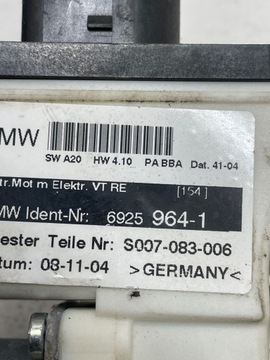 MW
SW A20 HW 4.10 PA BBA Dat. 41-04
tr.Mot m Elektr. VT RE [154]
MW Ident-Nr: 6925 964-1
ester Teile Nr: S007-083-006
tum: 08-11-04 >GERMANY<